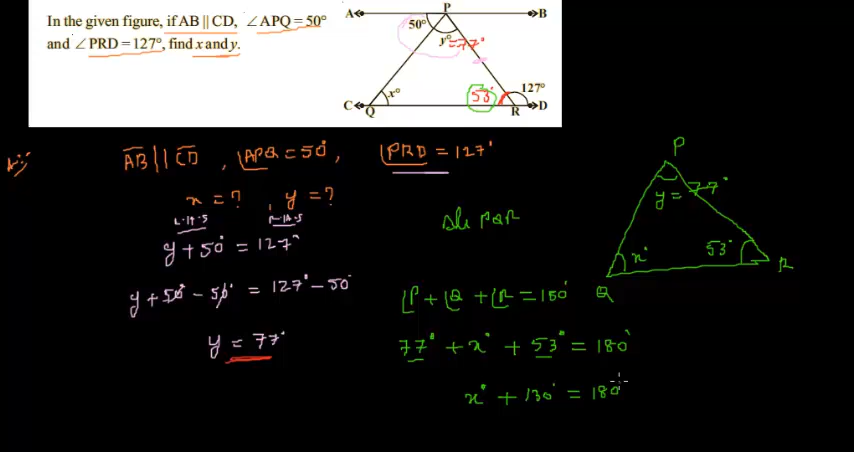 In the given figure, if AB || CD, ∠APQ = 50°
and ∠PRD = 127°, find x and y.
A P B
50° y° =77°
x° 53° 127°
C Q R D
AB || CD , ∠APQ = 50° , ∠PRD = 127°
x = ? , y = ?
L·H·S R·H·S
y + 50° = 127°
y + 50° - 50° = 127° - 50°
y = 77°
P
y = 77°
x° 53°
Q R
∠P + ∠Q + ∠R = 180°
77° + x° + 53° = 180°
x° + 130° = 180°